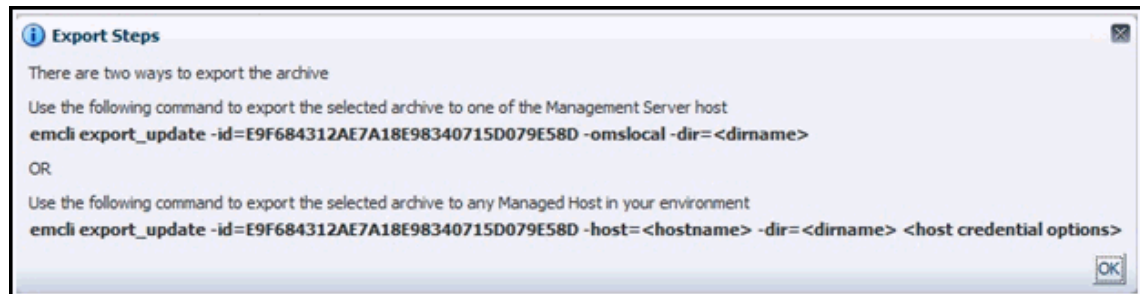 Export Steps
There are two ways to export the archive
Use the following command to export the selected archive to one of the Management Server host
emcli export_update -id=E9F684312AE7A18E98340715D079E58D -omslocal -dir=<dirname>
OR
Use the following command to export the selected archive to any Managed Host in your environment
emcli export_update -id=E9F684312AE7A18E98340715D079E58D -host=<hostname> -dir=<dirname> <host credential options>
OK